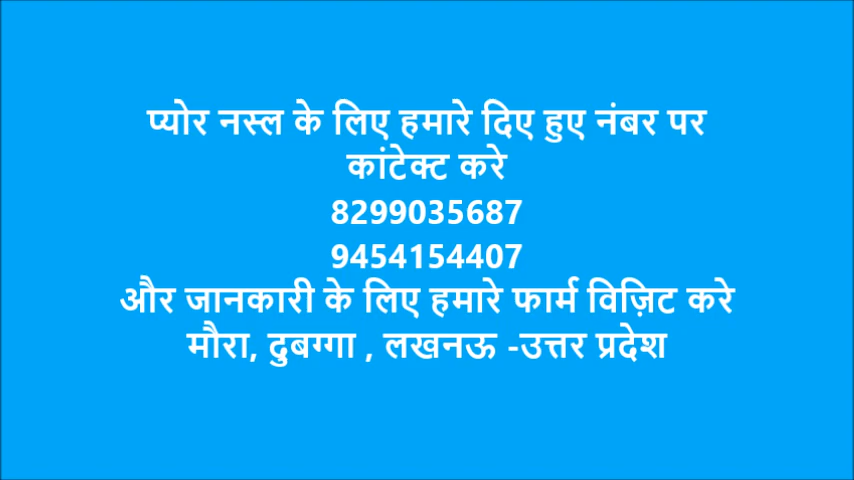 प्योर नस्ल के लिए हमारे दिए हुए नंबर पर
कांटेक्ट करे
8299035687
9454154407
और जानकारी के लिए हमारे फार्म विज़िट करे
मौरा, दुबग्गा , लखनऊ -उत्तर प्रदेश